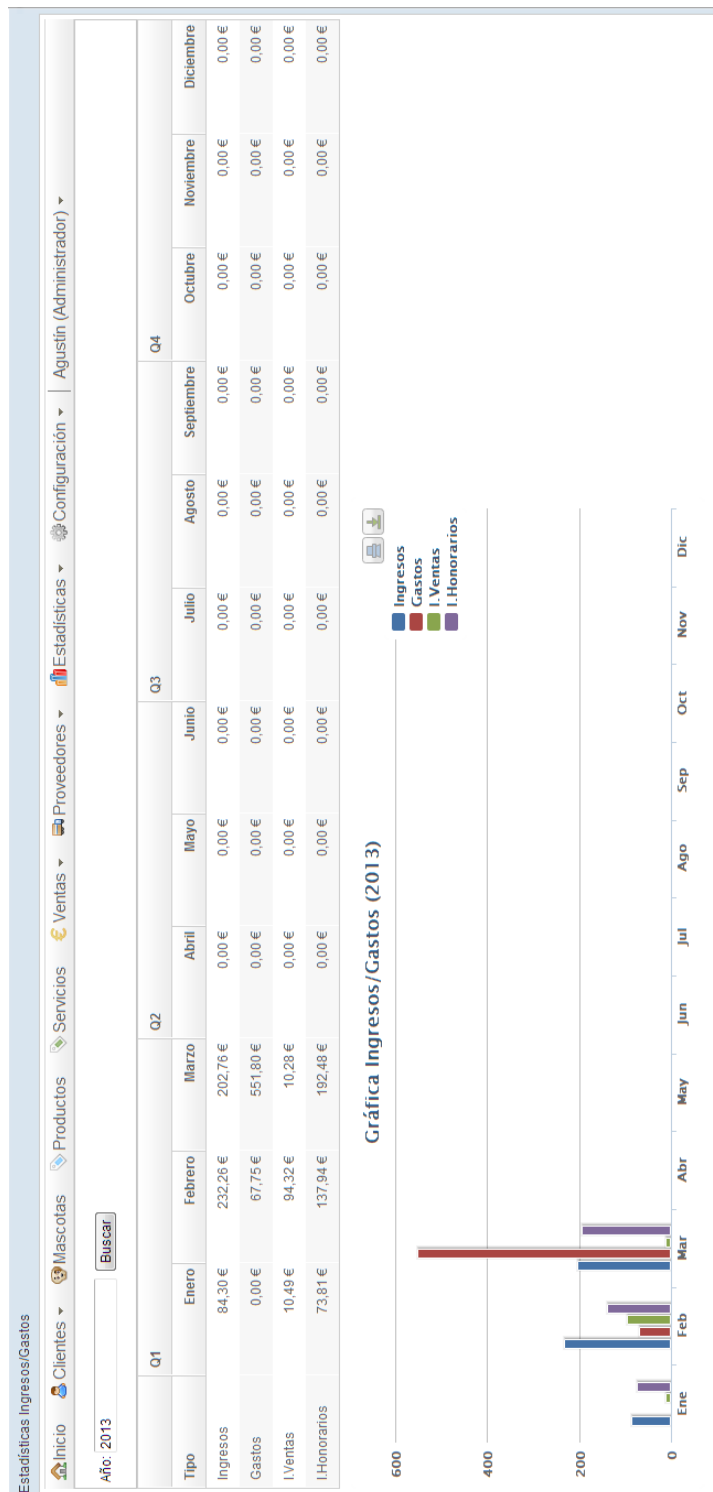 Estadísticas Ingresos/Gastos
Inicio Clientes Mascotas Productos Servicios € Ventas Proveedores Estadísticas Configuración Agustín (Administrador)
Año: 2013 Buscar
Q1 Q2 Q3 Q4
Tipo Enero Febrero Marzo Abril Mayo Junio Julio Agosto Septiembre Octubre Noviembre Diciembre
Ingresos 84,30 € 232,26 € 202,76 € 0,00 € 0,00 € 0,00 € 0,00 € 0,00 € 0,00 € 0,00 € 0,00 € 0,00 €
Gastos 0,00 € 67,75 € 551,80 € 0,00 € 0,00 € 0,00 € 0,00 € 0,00 € 0,00 € 0,00 € 0,00 € 0,00 €
I.Ventas 10,49 € 94,32 € 10,28 € 0,00 € 0,00 € 0,00 € 0,00 € 0,00 € 0,00 € 0,00 € 0,00 € 0,00 €
I.Honorarios 73,81 € 137,94 € 192,48 € 0,00 € 0,00 € 0,00 € 0,00 € 0,00 € 0,00 € 0,00 € 0,00 € 0,00 €
Gráfica Ingresos/Gastos (2013)
Ingresos
Gastos
I.Ventas
I.Honorarios
600
400
200
0
Ene Feb Mar Abr May Jun Jul Ago Sep Oct Nov Dic